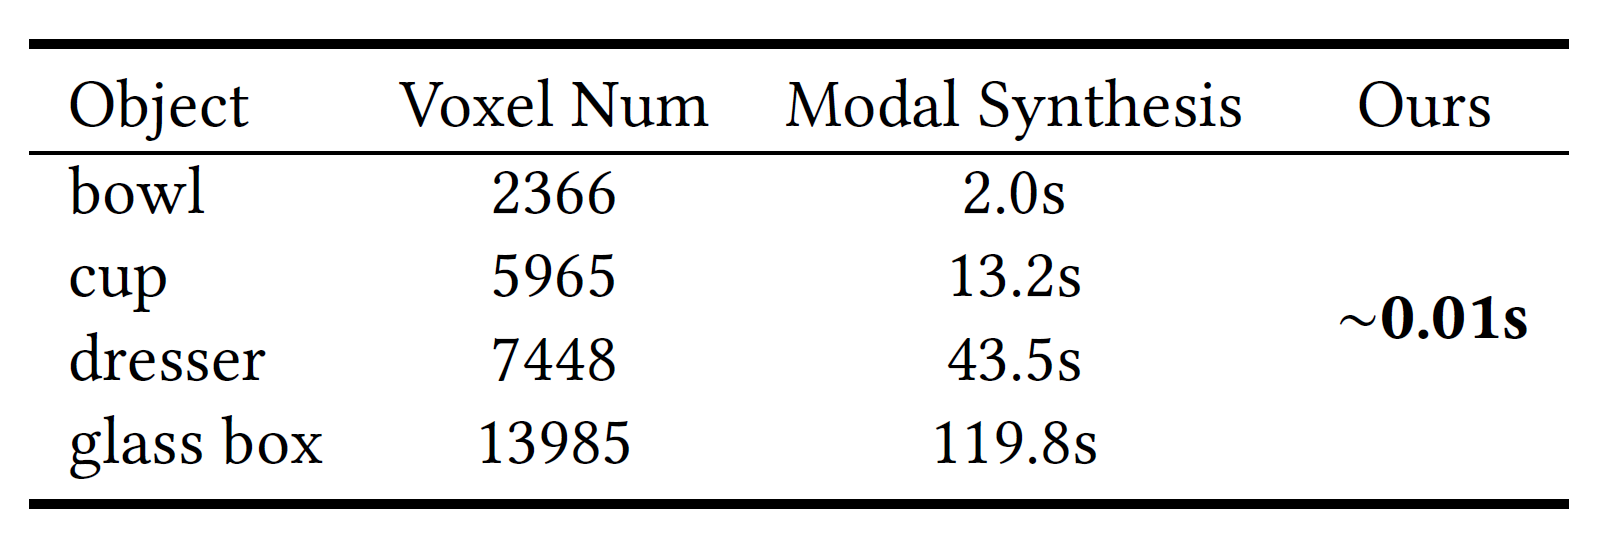 Object Voxel Num Modal Synthesis Ours
bowl 2366 2.0s
cup 5965 13.2s
~0.01s
dresser 7448 43.5s
glass box 13985 119.8s